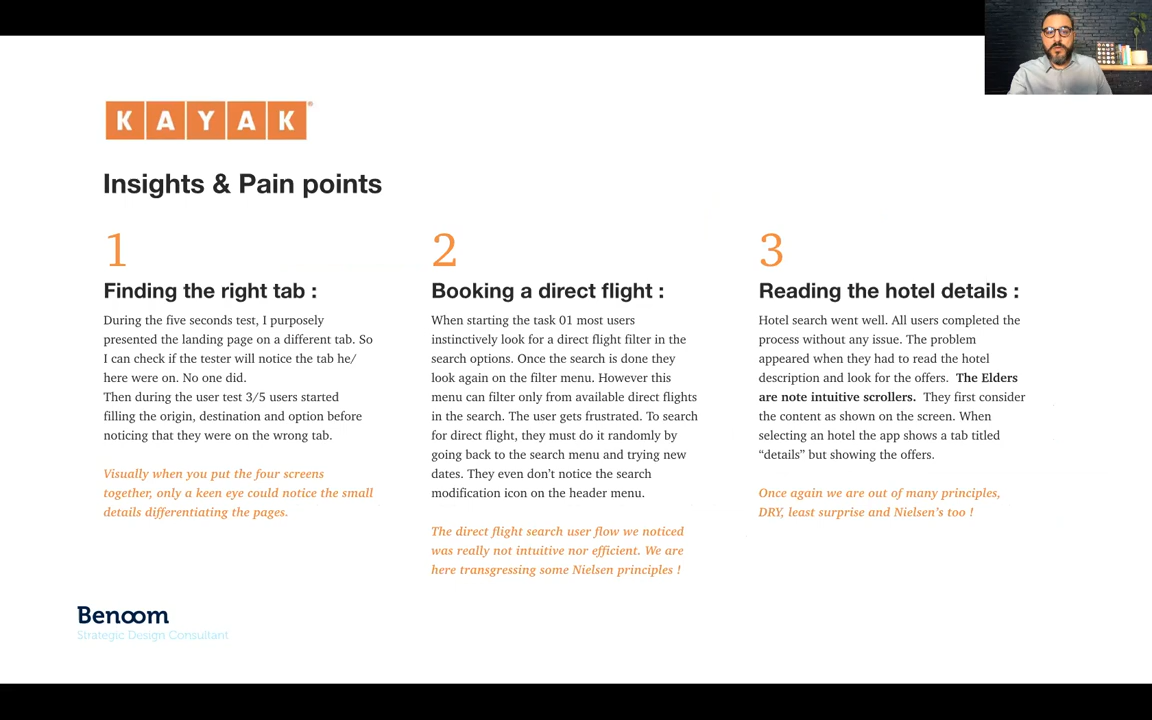 KAYAK®
Insights & Pain points
1
Finding the right tab :
During the five seconds test, I purposely
presented the landing page on a different tab. So
I can check if the tester will notice the tab he/
here were on. No one did.
Then during the user test 3/5 users started
filling the origin, destination and option before
noticing that they were on the wrong tab.
Visually when you put the four screens
together, only a keen eye could notice the small
details differentiating the pages.
2
Booking a direct flight :
When starting the task 01 most users
instinctively look for a direct flight filter in the
search options. Once the search is done they
look again on the filter menu. However this
menu can filter only from available direct flights
in the search. The user gets frustrated. To search
for direct flight, they must do it randomly by
going back to the search menu and trying new
dates. They even don’t notice the search
modification icon on the header menu.
The direct flight search user flow we noticed
was really not intuitive nor efficient. We are
here transgressing some Nielsen principles !
3
Reading the hotel details :
Hotel search went well. All users completed the
process without any issue. The problem
appeared when they had to read the hotel
description and look for the offers. The Elders
are note intuitive scrollers. They first consider
the content as shown on the screen. When
selecting an hotel the app shows a tab titled
“details” but showing the offers.
Once again we are out of many principles,
DRY, least surprise and Nielsen’s too !
Benoom
Strategic Design Consultant